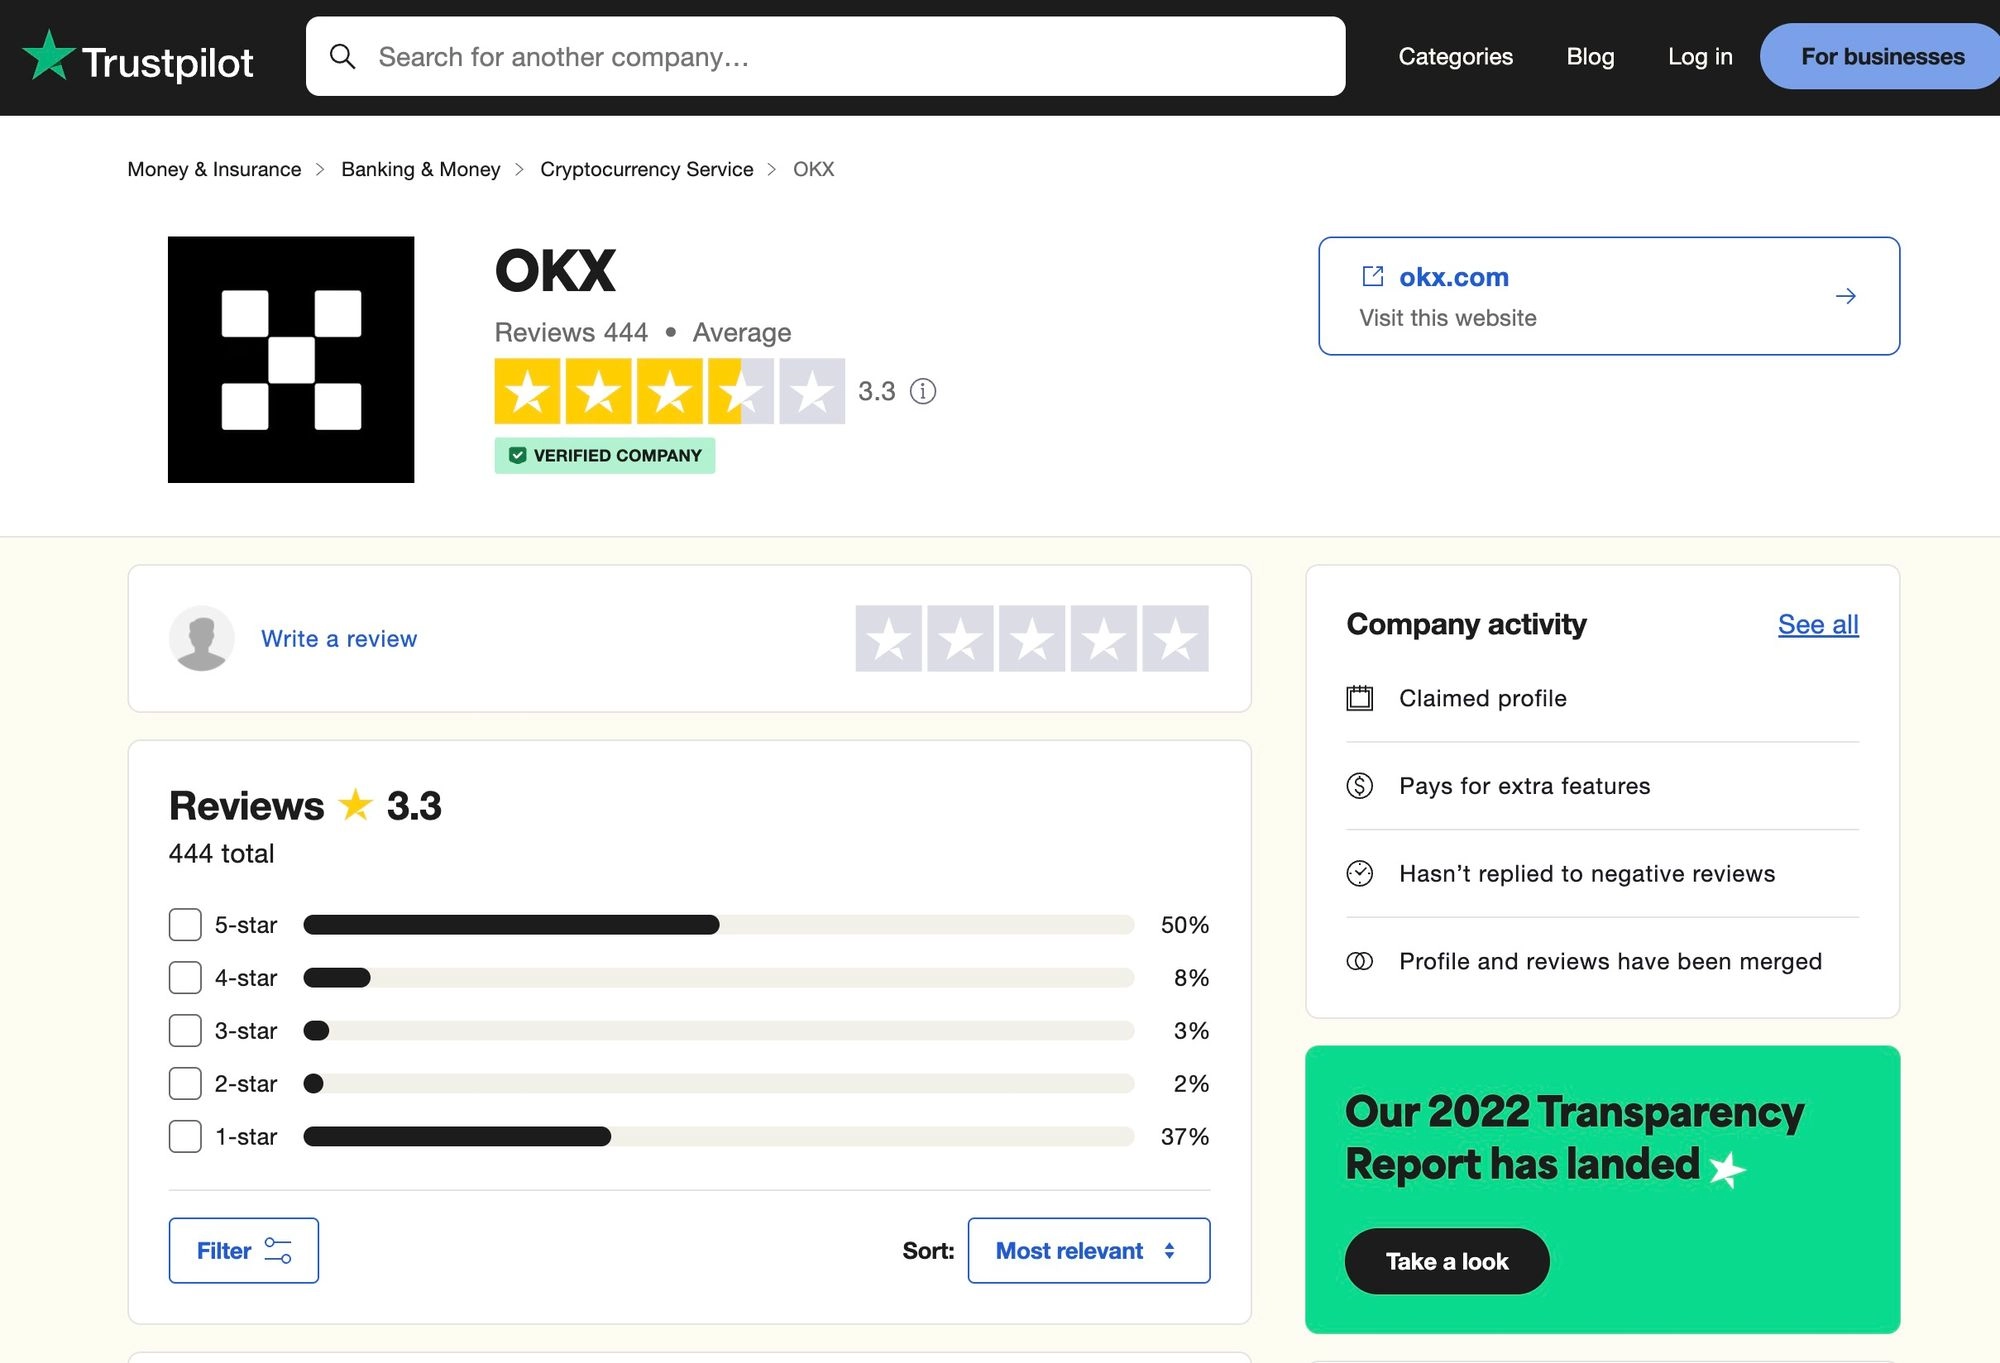 Trustpilot
Search for another company…
Categories
Blog
Log in
For businesses
Money & Insurance > Banking & Money > Cryptocurrency Service > OKX
OKX
Reviews 444 • Average
3.3
VERIFIED COMPANY
okx.com
Visit this website
Write a review
Reviews 3.3
444 total
5-star 50%
4-star 8%
3-star 3%
2-star 2%
1-star 37%
Filter
Sort: Most relevant
Company activity
See all
Claimed profile
Pays for extra features
Hasn’t replied to negative reviews
Profile and reviews have been merged
Our 2022 Transparency
Report has landed
Take a look